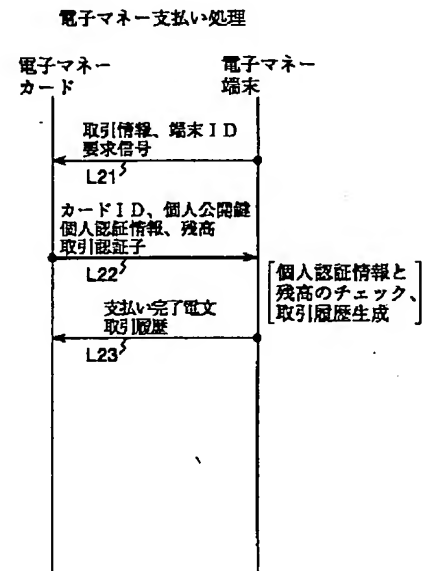 電子マネー支払い処理
電子マネー
カード
電子マネー
端末
取引情報、端末ID
要求信号
L21
カードID、個人公開鍵
個人認証情報、残高
取引認証子
L22
個人認証情報と
残高のチェック、
取引履歴生成
支払い完了電文
取引履歴
L23